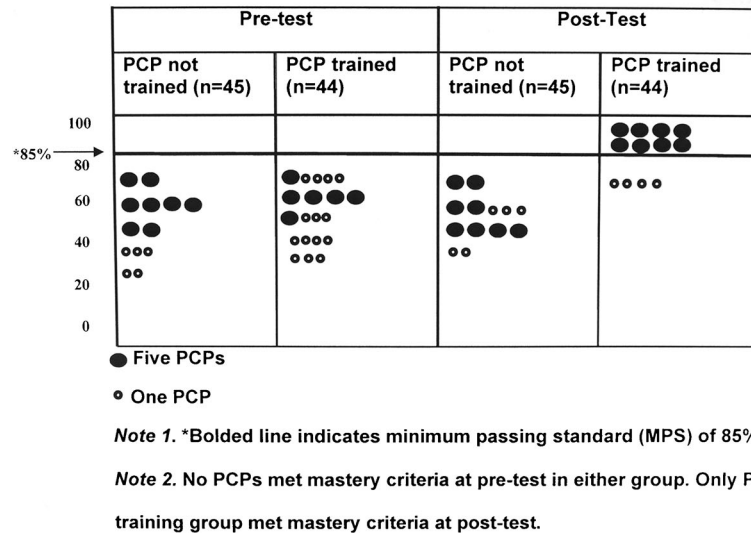 Pre-test Post-Test
PCP not PCP trained PCP not PCP trained
trained (n=45) (n=44) trained (n=45) (n=44)
100
*85%
80
60
40
20
0
Five PCPs
One PCP
Note 1. *Bolded line indicates minimum passing standard (MPS) of 85%
Note 2. No PCPs met mastery criteria at pre-test in either group. Only P
training group met mastery criteria at post-test.